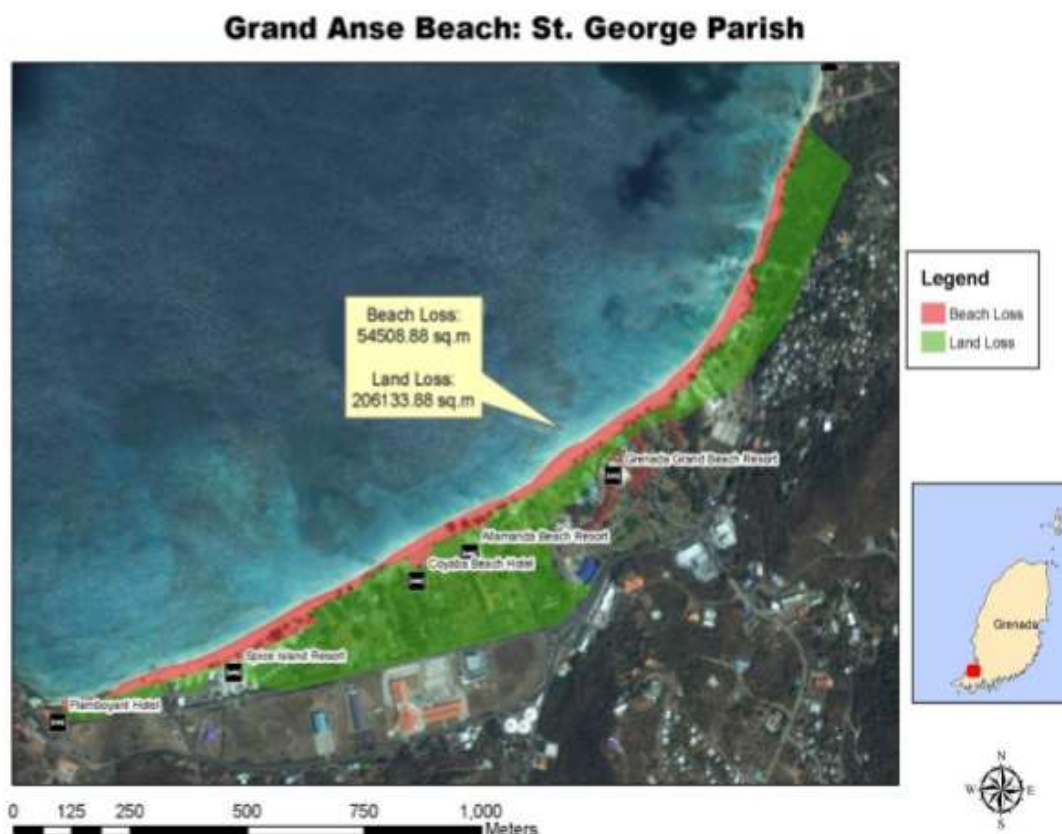 Grand Anse Beach: St. George Parish
Beach Loss:
54508.88 sq.m
Land Loss:
206133.88 sq.m
Legend
Beach Loss
Land Loss
Grenada Grand Beach Resort
Allamanda Beach Resort
Coyaba Beach Hotel
Spice Island Resort
Flamboyant Hotel
Grenada
N
W
E
S
0 125 250 500 750 1,000
Meters